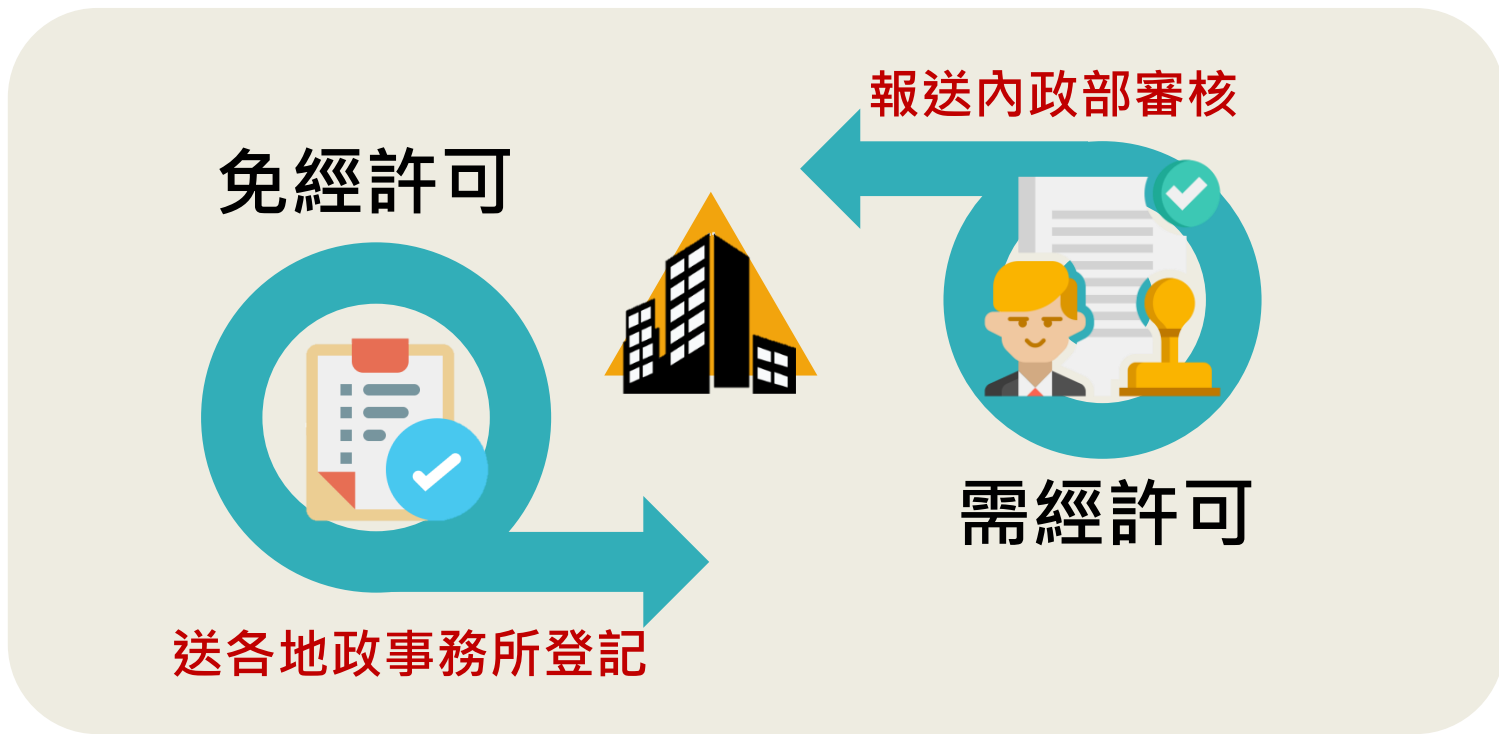 免經許可
送各地政事務所登記
報送內政部審核
需經許可